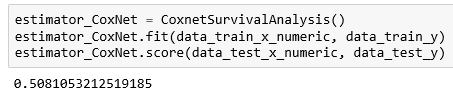 estimator_CoxNet = CoxnetSurvivalAnalysis()
estimator_CoxNet.fit(data_train_x_numeric, data_train_y)
estimator_CoxNet.score(data_test_x_numeric, data_test_y)
0.5081053212519185